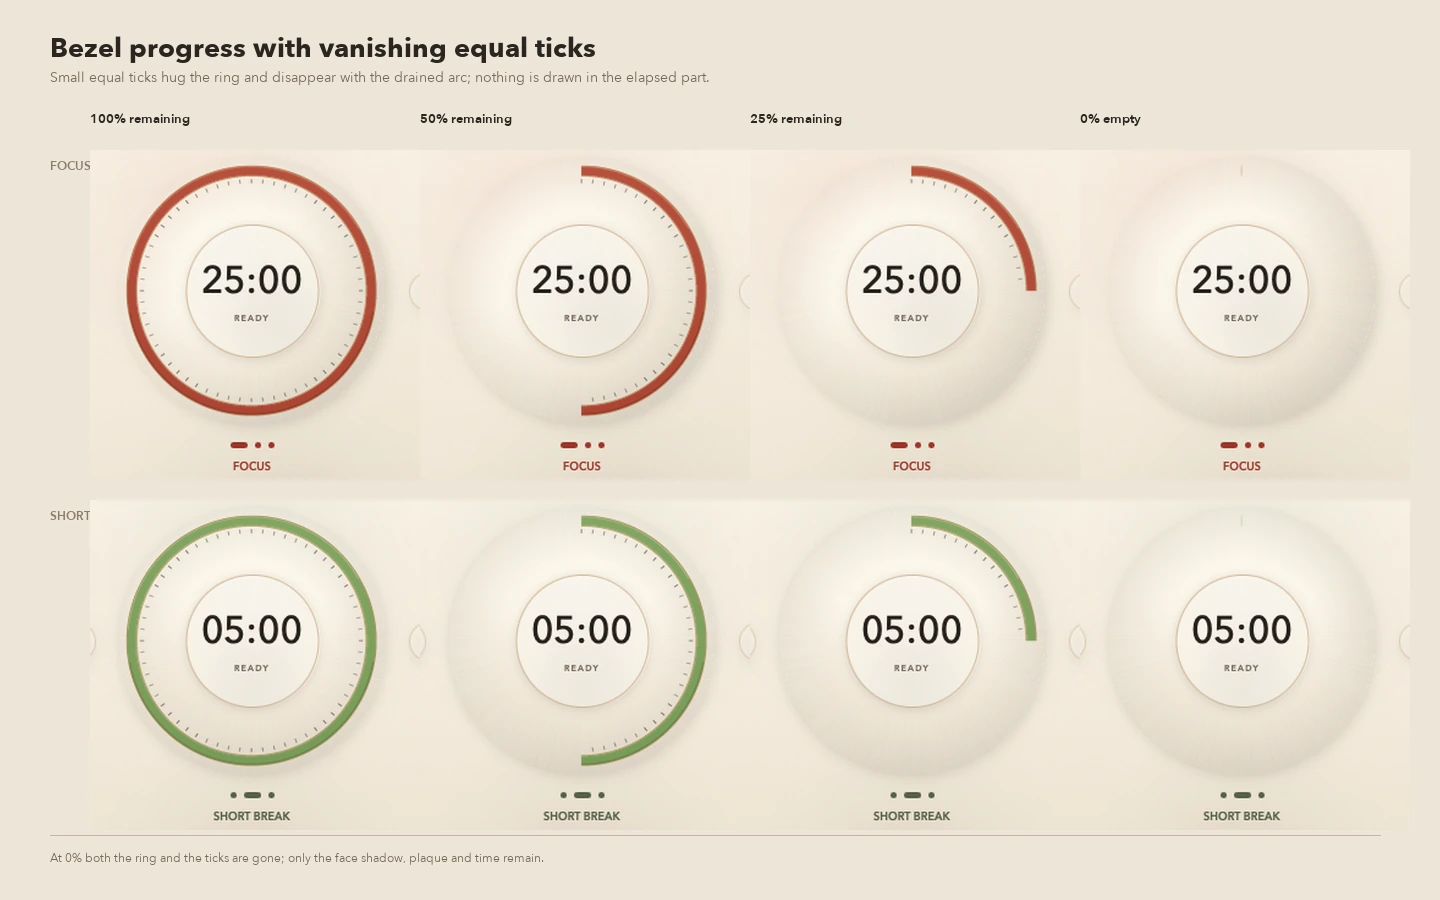 Bezel progress with vanishing equal ticks
Small equal ticks hug the ring and disappear with the drained arc; nothing is drawn in the elapsed part.
100% remaining 50% remaining 25% remaining 0% empty
FOCUS
25:00 25:00 25:00 25:00
READY READY READY READY
FOCUS FOCUS FOCUS FOCUS
SHORT
05:00 05:00 05:00 05:00
READY READY READY READY
SHORT BREAK SHORT BREAK SHORT BREAK SHORT BREAK
At 0% both the ring and the ticks are gone; only the face shadow, plaque and time remain.